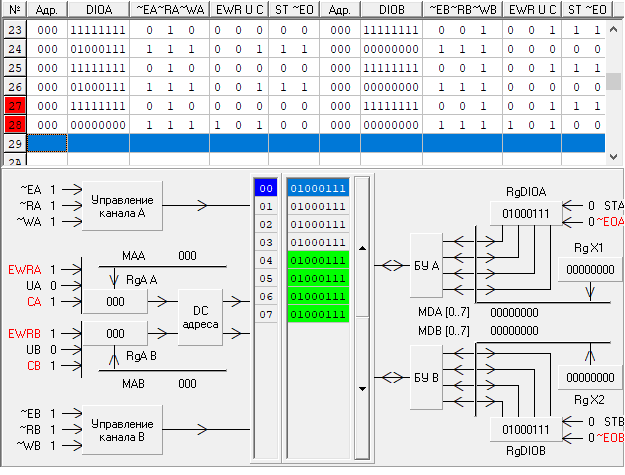 № Адр. DIOA ~EA~RA~WA EWR U C ST ~EO Адр. DIOB ~EB~RB~WB EWR U C ST ~EO
23 000 11111111 0 1 0 0 0 1 0 0 000 11111111 0 0 1 0 0 1 1 1
24 000 01000111 1 1 1 0 0 1 1 1 000 00000000 1 1 1 0 0 1 0 0
25 000 11111111 0 1 0 0 0 1 0 0 000 11111111 0 0 1 0 0 1 1 1
26 000 01000111 1 1 1 1 0 1 1 1 000 00000000 1 1 1 1 0 1 0 0
27 000 11111111 0 1 0 0 0 1 0 0 000 11111111 0 0 1 0 0 1 1 1
28 000 00000000 1 1 1 1 0 1 0 0 000 00000000 1 1 1 1 0 1 0 0
29
~EA 1
~RA 1
~WA 1
Управление
канала A
MAA 000
EWRA 1
UA 0
CA 1
RgA A
000
DC
адреса
EWRB 1
UB 0
CB 1
000
RgA B
MAB 000
~EB 1
~RB 1
~WB 1
Управление
канала B
00 01000111
01 01000111
02 01000111
03 01000111
04 01000111
05 01000111
06 01000111
07 01000111
RgDIOA
01000111
0 STA
0 ~EOA
БУ A
Rg X1
00000000
MDA [0..7] 00000000
MDB [0..7] 00000000
БУ B
00000000
Rg X2
01000111
RgDIOB
0 STB
0 ~EOB